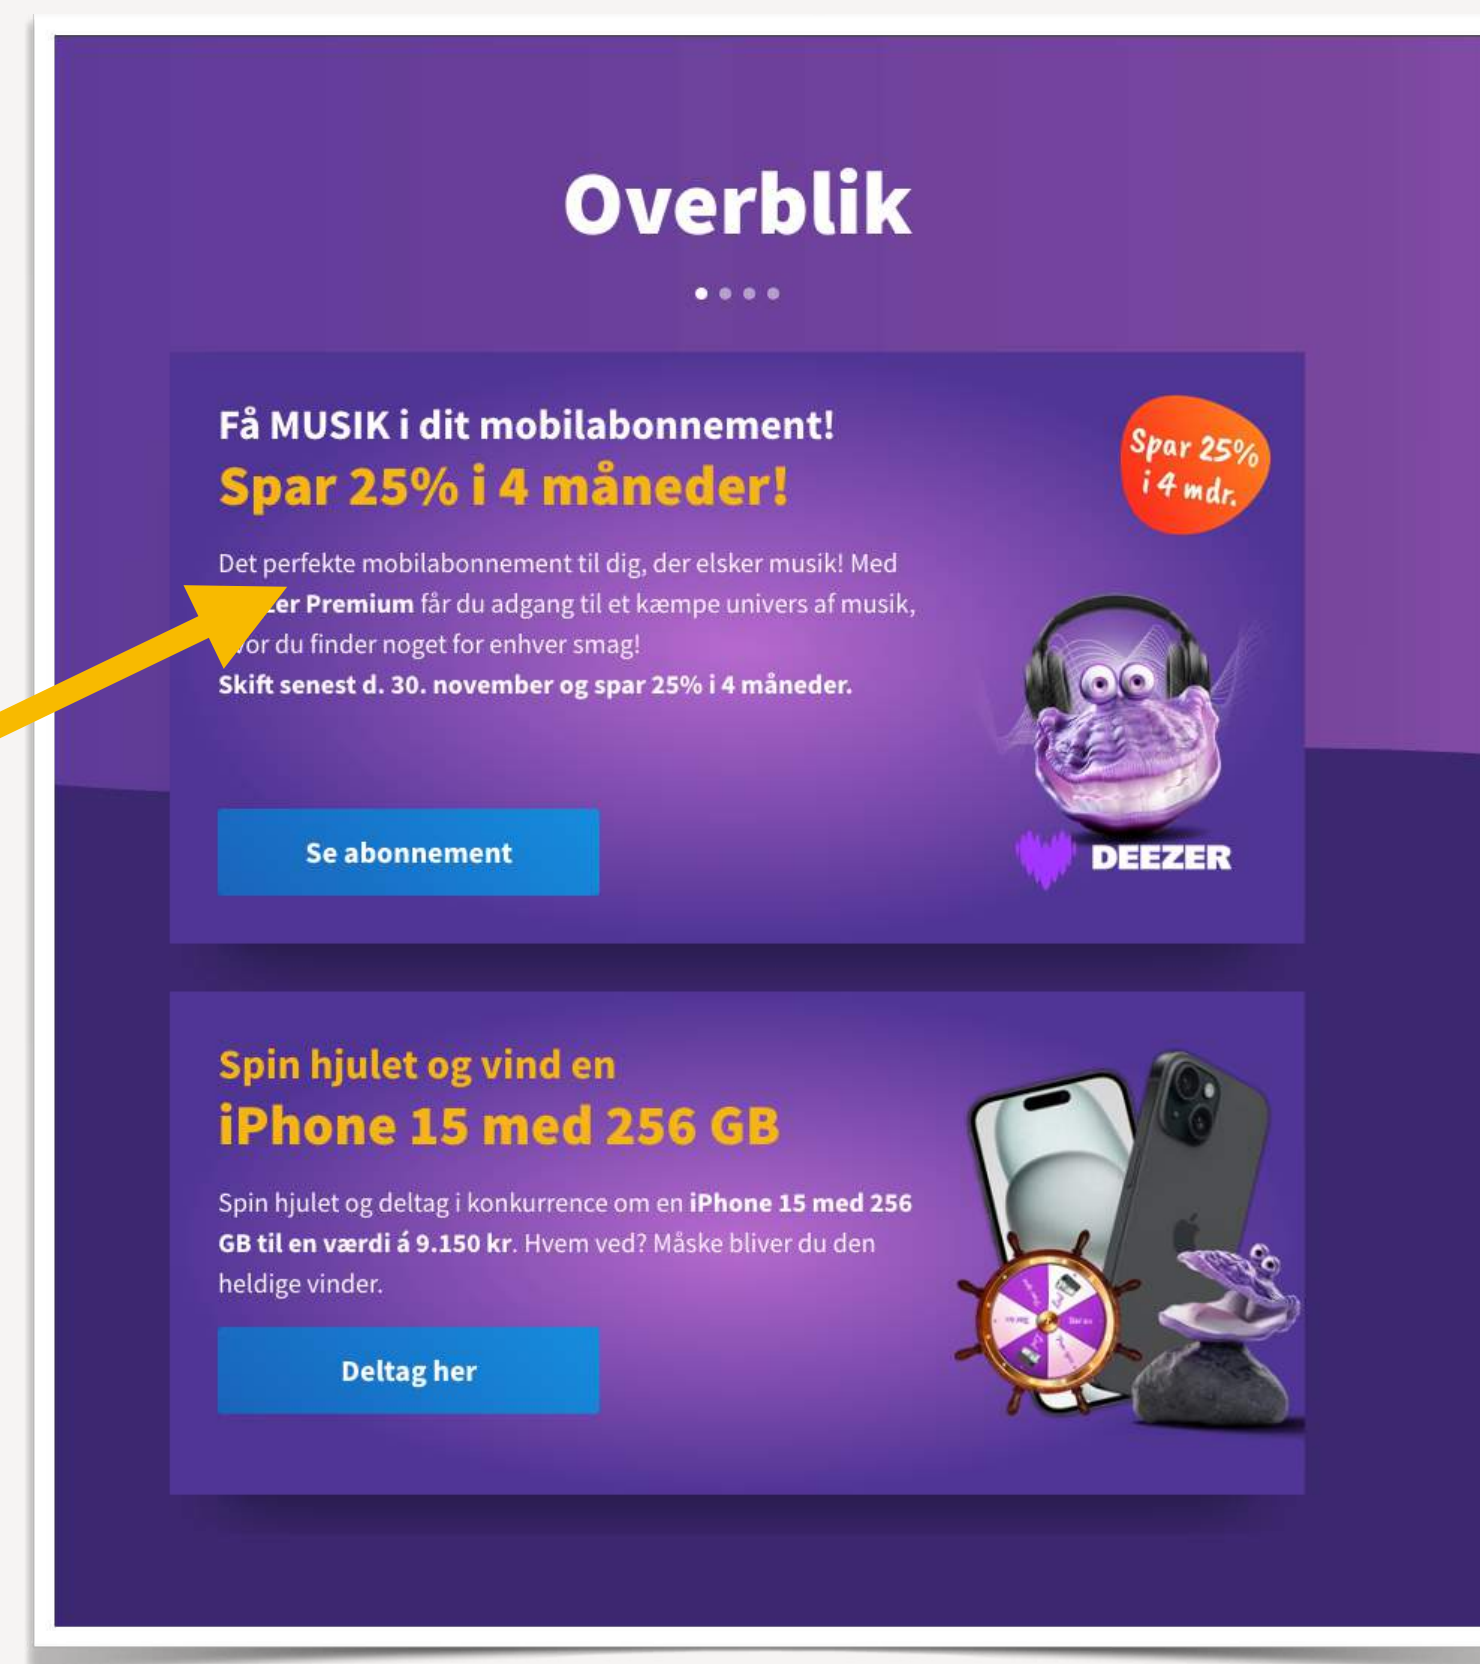 Overblik
Få MUSIK i dit mobilabonnement!
Spar 25% i 4 måneder!
Spar 25%
i 4 mdr.
Det perfekte mobilabonnement til dig, der elsker musik! Med
Premium får du adgang til et kæmpe univers af musik,
du finder noget for enhver smag!
Skift senest d. 30. november og spar 25% i 4 måneder.
Se abonnement
DEEZER
Spin hjulet og vind en
iPhone 15 med 256 GB
Spin hjulet og deltag i konkurrence om en iPhone 15 med 256
GB til en værdi á 9.150 kr. Hvem ved? Måske bliver du den
heldige vinder.
Deltag her